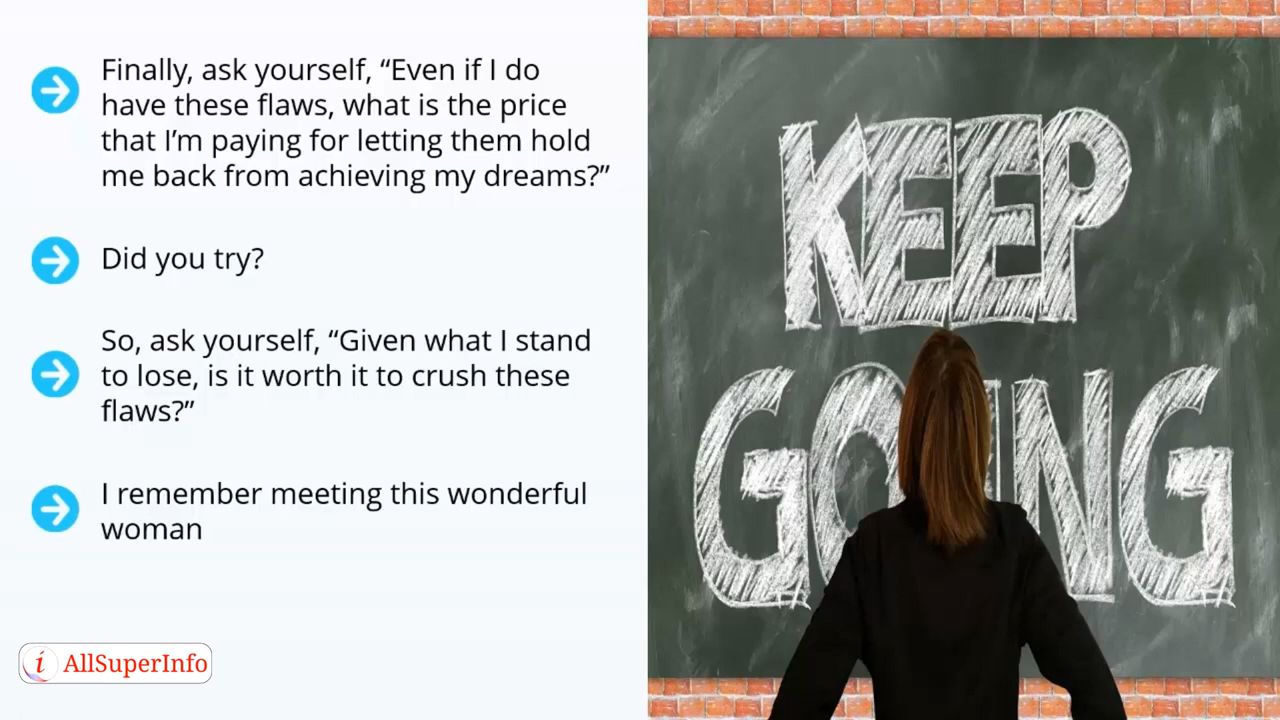 Finally, ask yourself, “Even if I do
have these flaws, what is the price
that I’m paying for letting them hold
me back from achieving my dreams?”
Did you try?
So, ask yourself, “Given what I stand
to lose, is it worth it to crush these
flaws?”
I remember meeting this wonderful
woman
i AllSuperInfo
KEEP
GOING